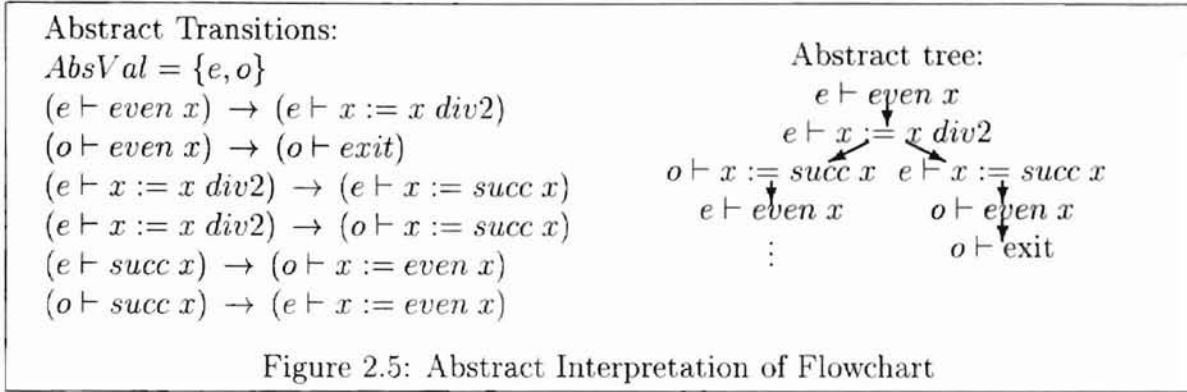 Abstract Transitions:
AbsVal = {e, o}
(e ⊢ even x) → (e ⊢ x := x div2)
(o ⊢ even x) → (o ⊢ exit)
(e ⊢ x := x div2) → (e ⊢ x := succ x)
(e ⊢ x := x div2) → (o ⊢ x := succ x)
(e ⊢ succ x) → (o ⊢ x := even x)
(o ⊢ succ x) → (e ⊢ x := even x)
Abstract tree:
e ⊢ even x
e ⊢ x := x div2
o ⊢ x := succ x e ⊢ x := succ x
e ⊢ even x o ⊢ even x
⋮ o ⊢ exit
Figure 2.5: Abstract Interpretation of Flowchart